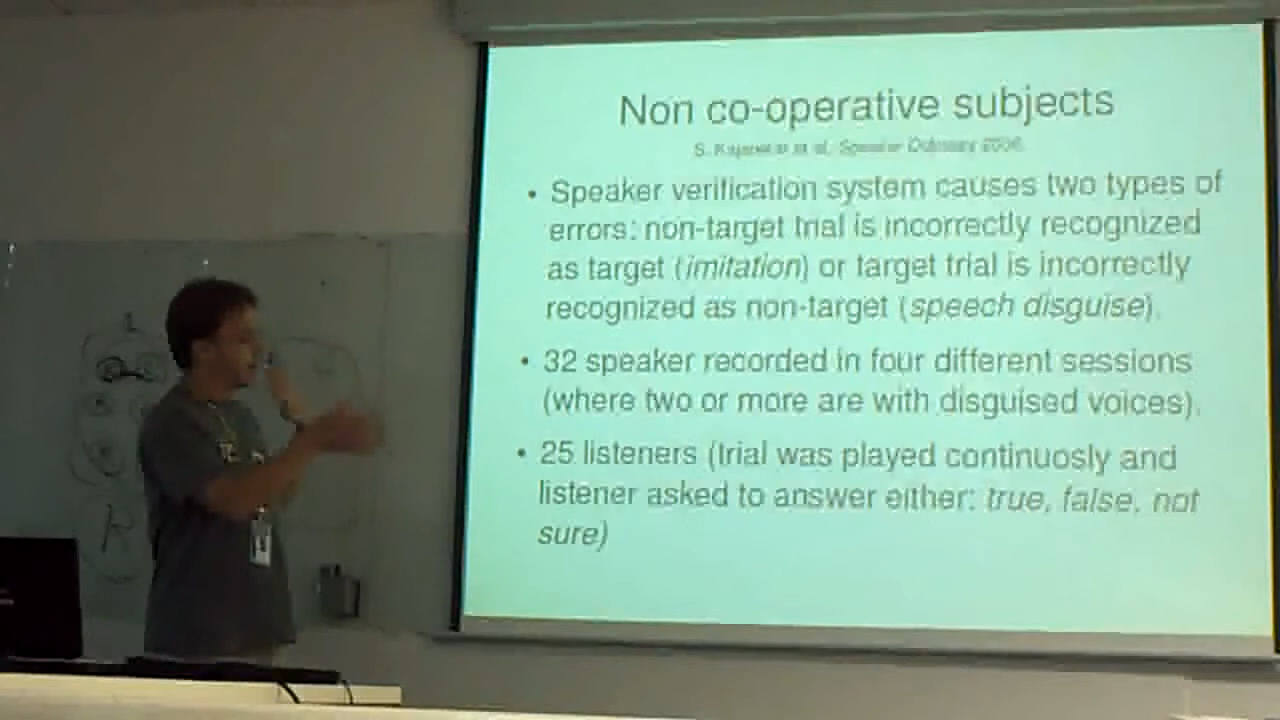 Non co-operative subjects
S. et al. Speaker Odyssey 2006
• Speaker verification system causes two types of
errors: non-target trial is incorrectly recognized
as target (imitation) or target trial is incorrectly
recognized as non-target (speech disguise).
• 32 speaker recorded in four different sessions
(where two or more are with disguised voices).
• 25 listeners (trial was played continuosly and
listener asked to answer either: true, false, not
sure)